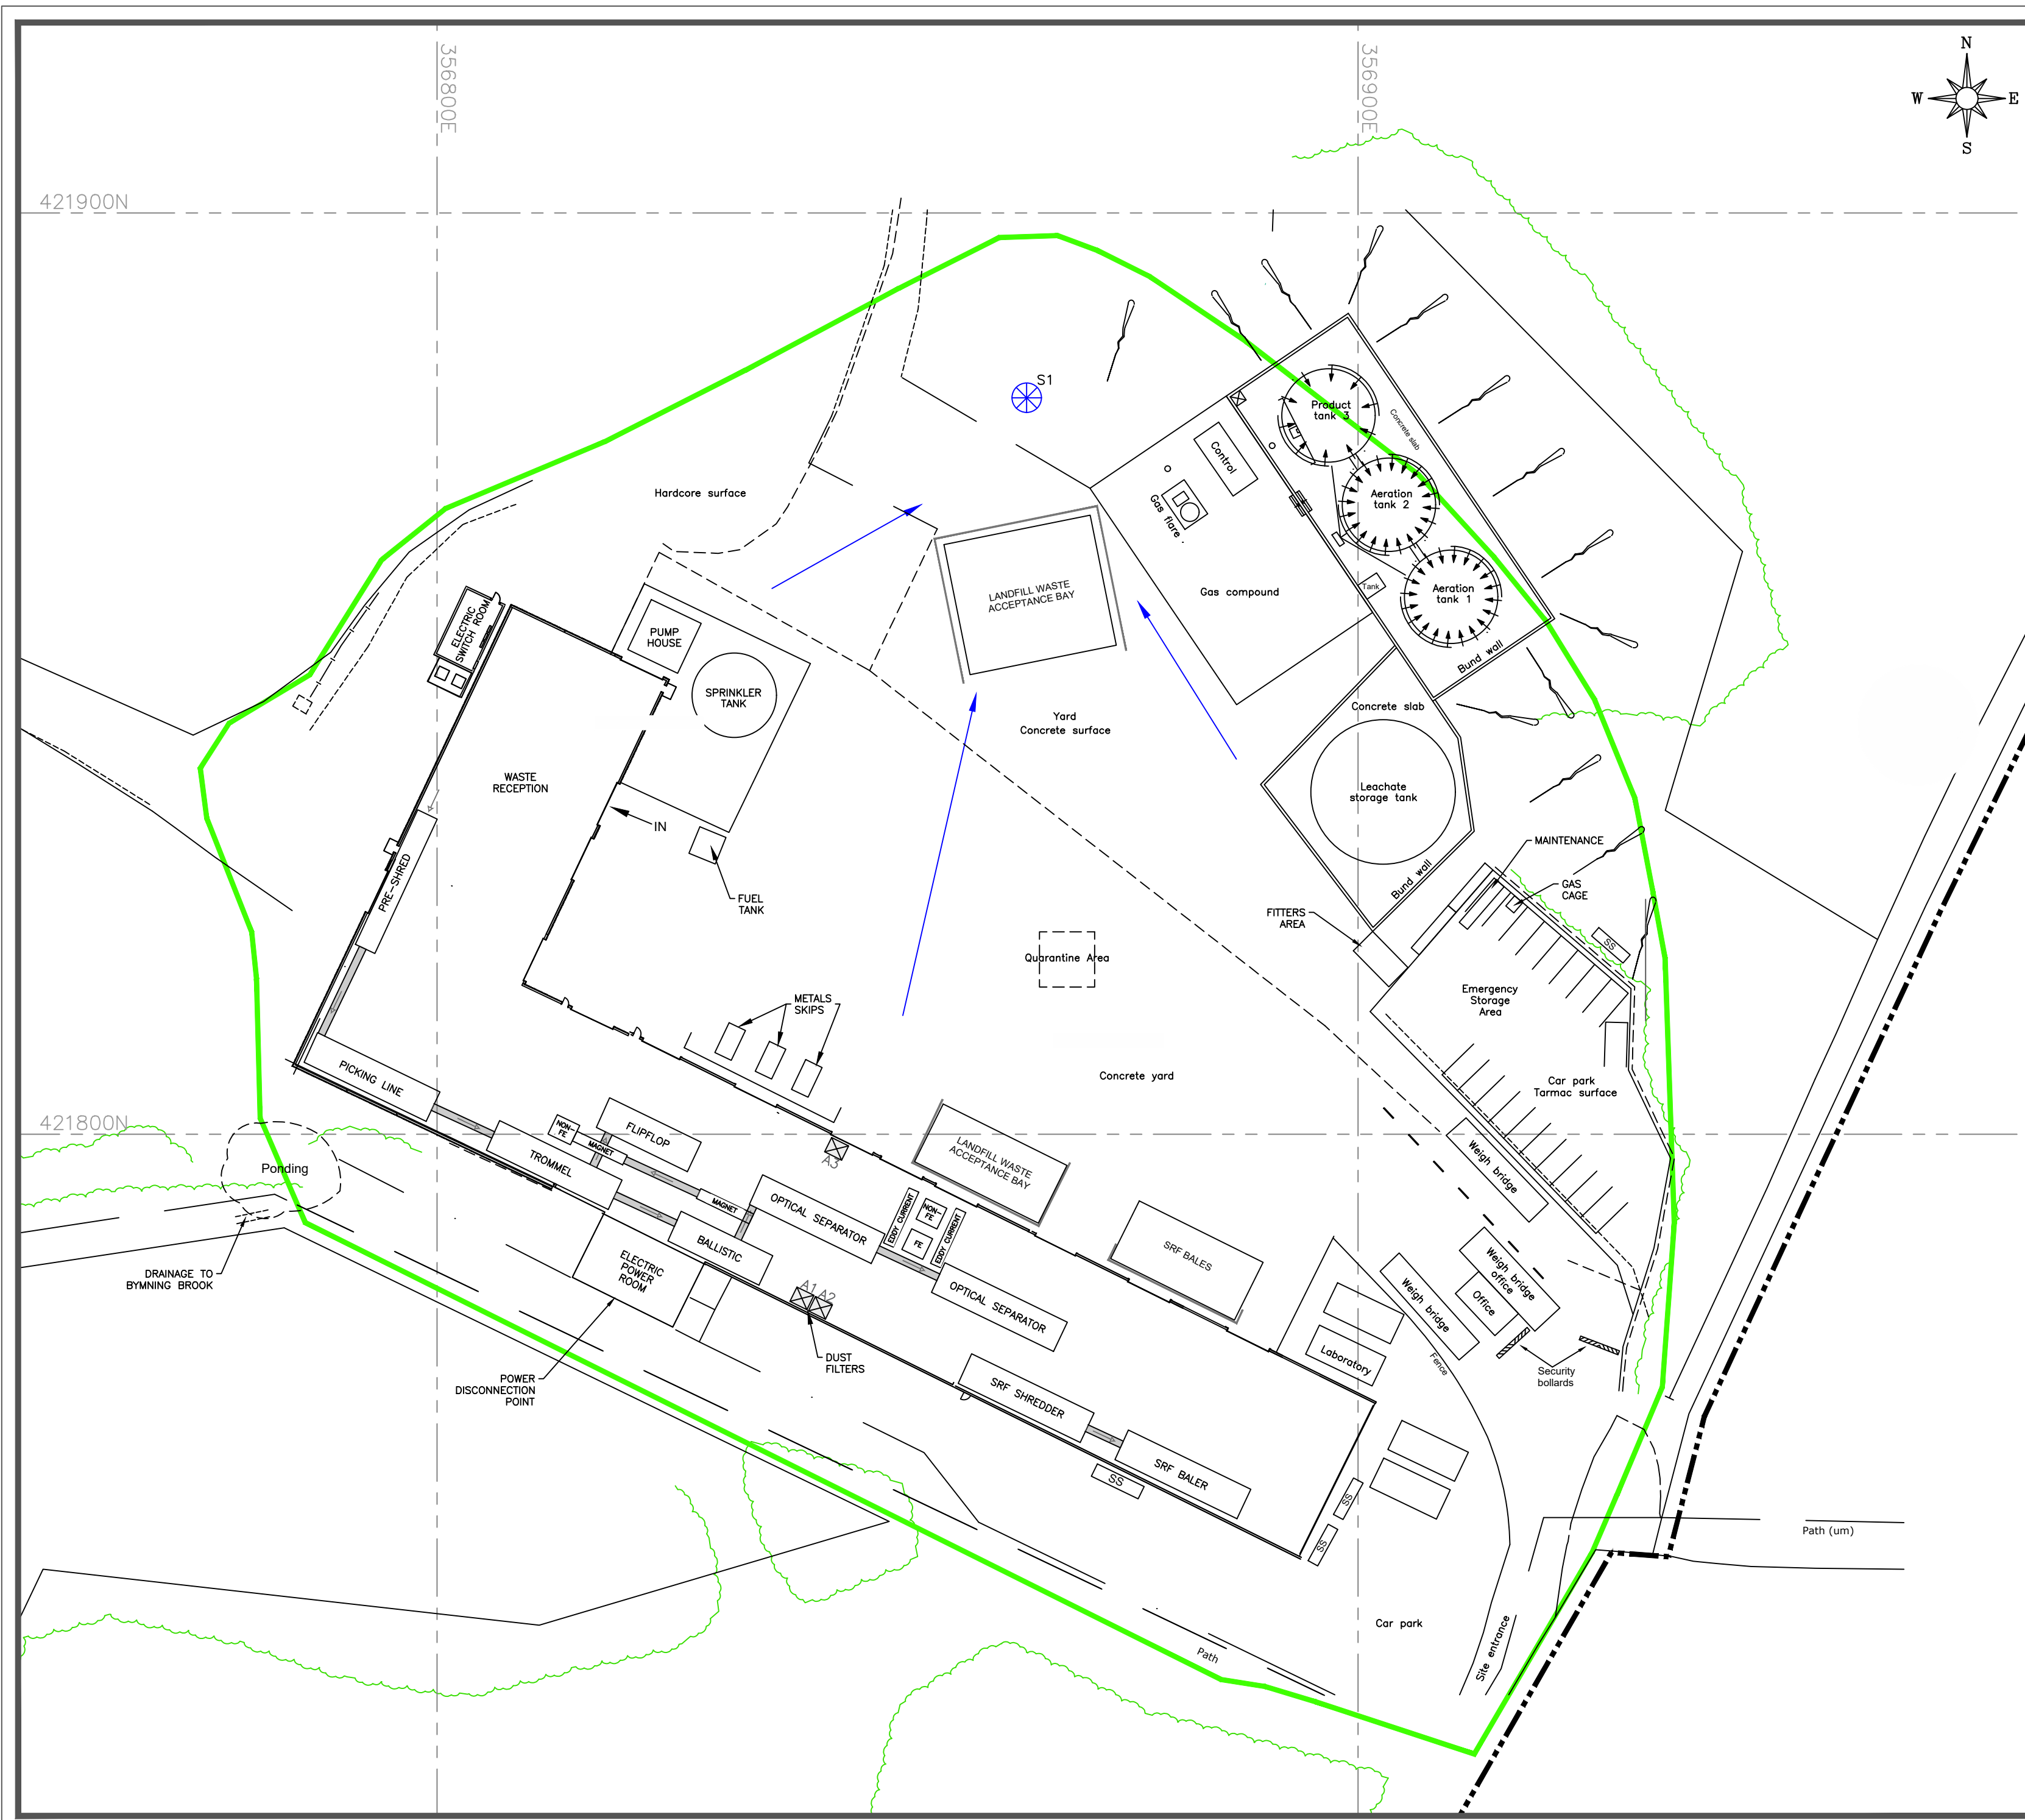 356800E
356900E
N
W
E
S
421900N
S1
Product
tank 3
Concrete slab
Control
Aeration
tank 2
Gas flare
Hardcore surface
LANDFILL WASTE
ACCEPTANCE BAY
Gas compound
Tank
Aeration
tank 1
Bund wall
ELECTRIC
SWITCH ROOM
PUMP
HOUSE
SPRINKLER
TANK
Yard
Concrete surface
Concrete slab
WASTE
RECEPTION
Leachate
storage tank
IN
MAINTENANCE
PRE-SHRED
Bund wall
GAS
CAGE
FUEL
TANK
FITTERS
AREA
SS
Quarantine Area
Emergency
Storage
Area
METALS
SKIPS
PICKING LINE
Concrete yard
Car park
Tarmac surface
421800N
NON-
FE
MAGNET
FLIPFLOP
A3
LANDFILL WASTE
ACCEPTANCE BAY
Weigh bridge
Ponding
TROMMEL
MAGNET
OPTICAL SEPARATOR
EDDY CURRENT
NON-
FE
FE
EDDY CURRENT
BALLISTIC
SRF BALES
Weigh bridge
office
Office
Weigh bridge
DRAINAGE TO
BYMNING BROOK
ELECTRIC
POWER
ROOM
A1
A2
OPTICAL SEPARATOR
Laboratory
Fence
Security
bollards
DUST
FILTERS
POWER
DISCONNECTION
POINT
SRF SHREDDER
SRF BALER
SS
SS
SS
Path (um)
Car park
Site entrance
Path